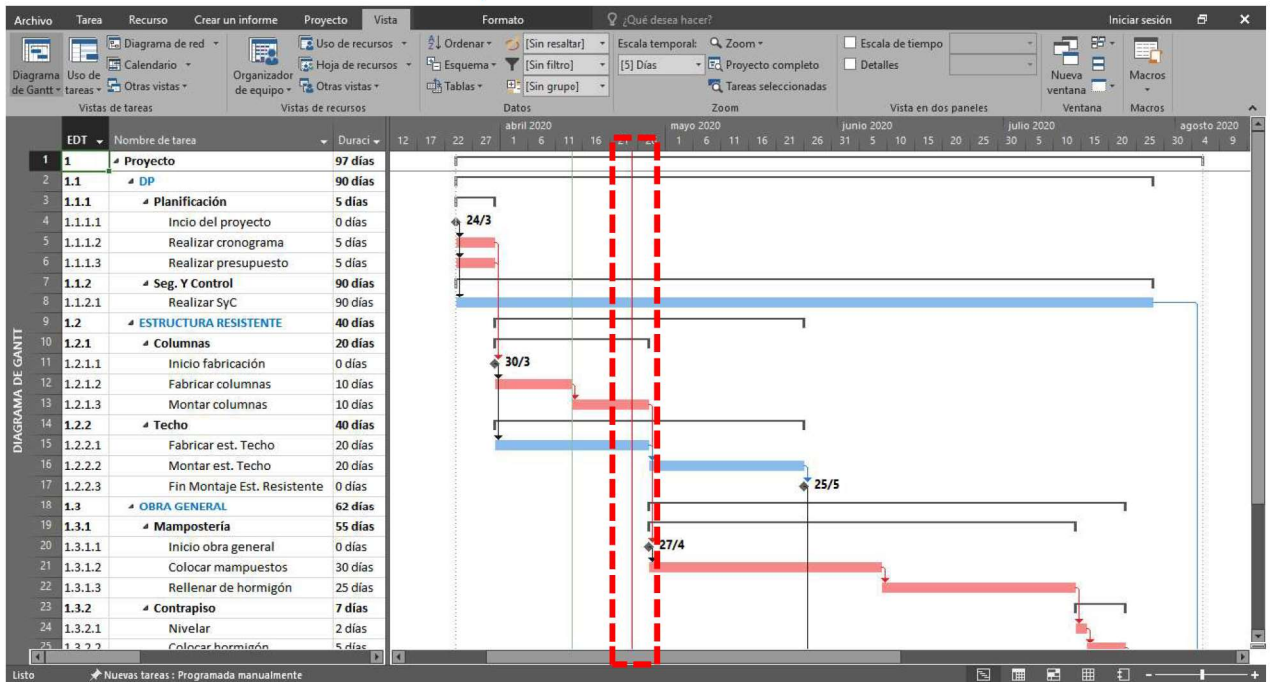 Archivo Tarea Recurso Crear un informe Proyecto Vista Formato ¿Qué desea hacer? Iniciar sesión
Diagrama de Gantt
Uso de tareas
Diagrama de red
Calendario
Otras vistas
Vistas de tareas
Organizador de equipo
Uso de recursos
Hoja de recursos
Otras vistas
Vistas de recursos
Ordenar [Sin resaltar]
Esquema [Sin filtro]
Tablas [Sin grupo]
Datos
Escala temporal: Zoom
[5] Días Proyecto completo
Tareas seleccionadas
Zoom
Escala de tiempo
Detalles
Vista en dos paneles
Nueva ventana
Ventana
Macros
Macros
abril 2020 mayo 2020 junio 2020 julio 2020 agosto 2020
EDT Nombre de tarea Duraci 12 17 22 27 1 6 11 16 21 26 1 6 11 16 21 26 31 5 10 15 20 25 30 5 10 15 20 25 30 4 9
1 1 Proyecto 97 días
2 1.1 DP 90 días
3 1.1.1 Planificación 5 días
4 1.1.1.1 Incio del proyecto 0 días 24/3
5 1.1.1.2 Realizar cronograma 5 días
6 1.1.1.3 Realizar presupuesto 5 días
7 1.1.2 Seg. Y Control 90 días
8 1.1.2.1 Realizar SyC 90 días
9 1.2 ESTRUCTURA RESISTENTE 40 días
10 1.2.1 Columnas 20 días
11 1.2.1.1 Inicio fabricación 0 días 30/3
12 1.2.1.2 Fabricar columnas 10 días
13 1.2.1.3 Montar columnas 10 días
14 1.2.2 Techo 40 días
15 1.2.2.1 Fabricar est. Techo 20 días
16 1.2.2.2 Montar est. Techo 20 días
17 1.2.2.3 Fin Montaje Est. Resistente 0 días 25/5
18 1.3 OBRA GENERAL 62 días
19 1.3.1 Mampostería 55 días
20 1.3.1.1 Inicio obra general 0 días 27/4
21 1.3.1.2 Colocar mampuestos 30 días
22 1.3.1.3 Rellenar de hormigón 25 días
23 1.3.2 Contrapiso 7 días
24 1.3.2.1 Nivelar 2 días
25 1.3.2.2 Colocar hormigón 5 días
DIAGRAMA DE GANTT
Listo Nuevas tareas : Programada manualmente